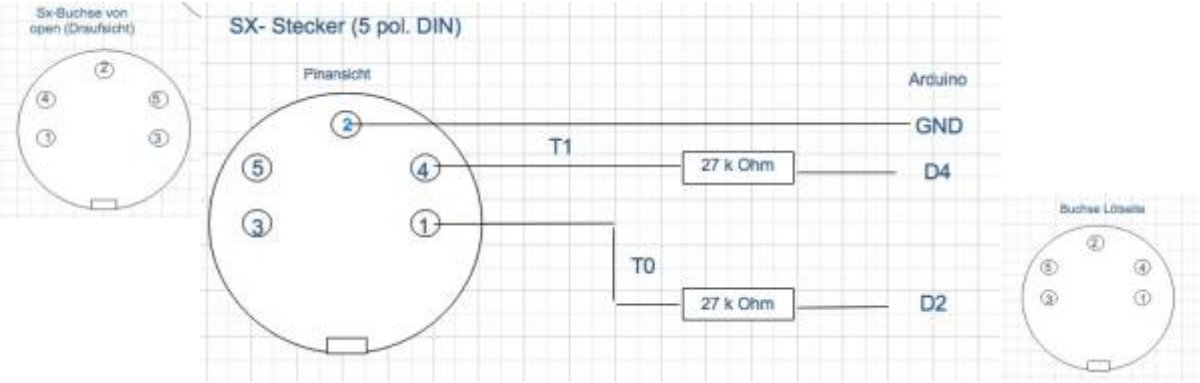 Sx-Buchse von
open (Draufsicht)
2
4
5
1
3
SX- Stecker (5 pol. DIN)
Pinansicht
Arduino
2
GND
T1
5
4
27 k Ohm
D4
3
1
T0
27 k Ohm
D2
Buchse Lötseite
2
5
4
3
1